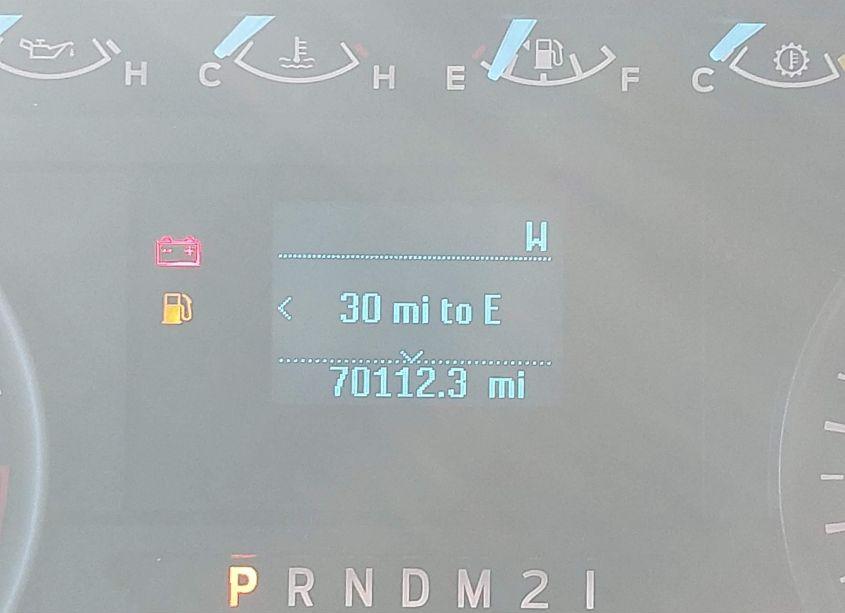 H C H E F C
W
< 30 mi to E
70112.3 mi
P R N D M 2 1